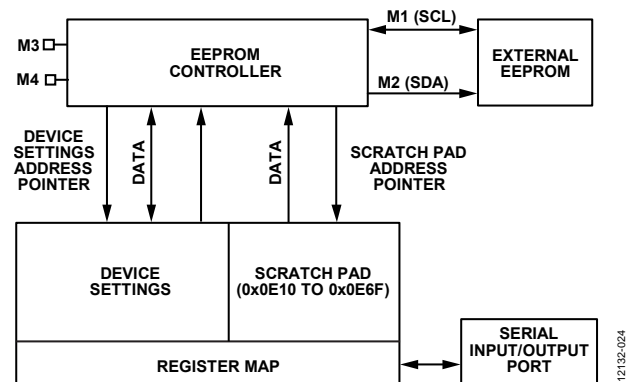 M3
M4
EEPROM
CONTROLLER
M1 (SCL)
M2 (SDA)
EXTERNAL
EEPROM
DEVICE
SETTINGS
ADDRESS
POINTER
DATA
DATA
SCRATCH PAD
ADDRESS
POINTER
DEVICE
SETTINGS
SCRATCH PAD
(0x0E10 TO 0x0E6F)
REGISTER MAP
SERIAL
INPUT/OUTPUT
PORT
12132-024